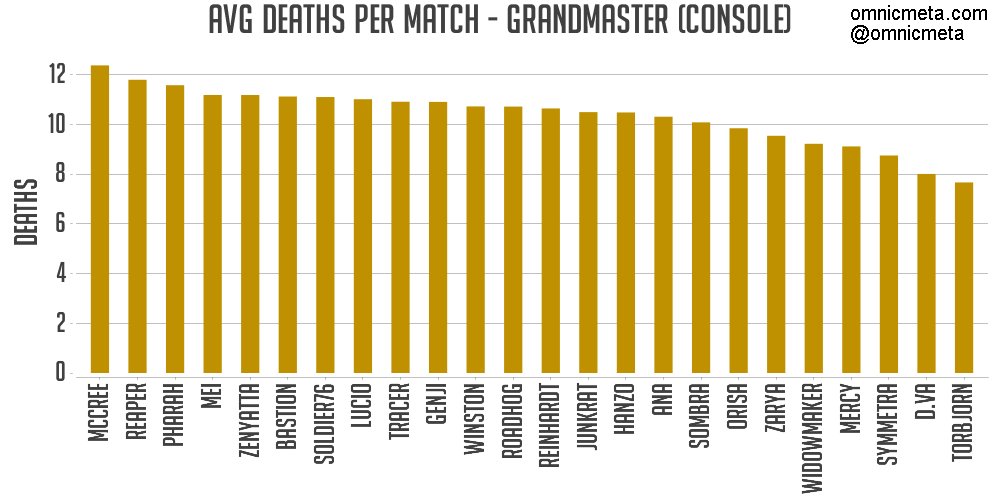 AVG DEATHS PER MATCH - GRANDMASTER (CONSOLE)
omnicmeta.com
@omnicmeta
DEATHS
12
10
8
6
4
2
0
MCREE
REAPER
PHARAH
MEI
ZENYATTA
BASTION
SOLDIER76
LUCIO
TRACER
GENJI
WINSTON
ROADHOG
REINHARDT
JUNKRAT
HANZO
ANA
SOMBRA
ORISA
ZARYA
WIDOWMAKER
MERCY
SYMMETRA
D.VA
TORBJORN